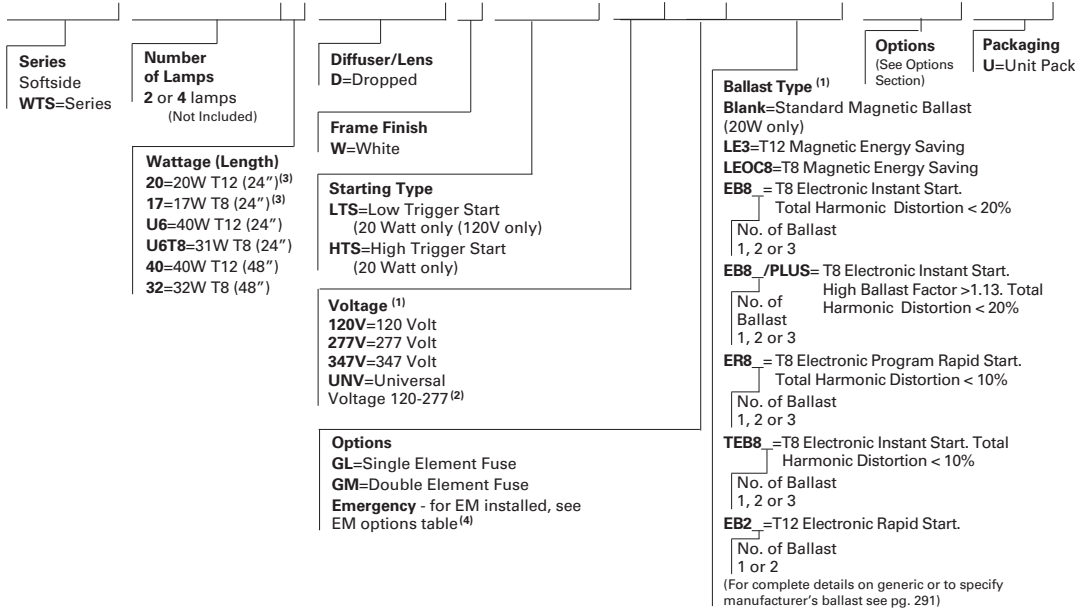 Series
Softside
WTS=Series
Number
of Lamps
2 or 4 lamps
(Not Included)
Wattage (Length)
20=20W T12 (24")(3)
17=17W T8 (24")(3)
U6=40W T12 (24")
U6T8=31W T8 (24")
40=40W T12 (48")
32=32W T8 (48")
Diffuser/Lens
D=Dropped
Frame Finish
W=White
Starting Type
LTS=Low Trigger Start
(20 Watt only (120V only)
HTS=High Trigger Start
(20 Watt only)
Voltage (1)
120V=120 Volt
277V=277 Volt
347V=347 Volt
UNV=Universal
Voltage 120-277(2)
Options
GL=Single Element Fuse
GM=Double Element Fuse
Emergency - for EM installed, see
EM options table(4)
Ballast Type (1)
Blank=Standard Magnetic Ballast
(20W only)
LE3=T12 Magnetic Energy Saving
LEOC8=T8 Magnetic Energy Saving
EB8_= T8 Electronic Instant Start.
Total Harmonic Distortion < 20%
No. of Ballast
1, 2 or 3
EB8_/PLUS= T8 Electronic Instant Start.
High Ballast Factor >1.13. Total
Harmonic Distortion < 20%
No. of
Ballast
1, 2 or 3
ER8_= T8 Electronic Program Rapid Start.
Total Harmonic Distortion < 10%
No. of Ballast
1, 2 or 3
TEB8_=T8 Electronic Instant Start. Total
Harmonic Distortion < 10%
No. of Ballast
1, 2 or 3
EB2_=T12 Electronic Rapid Start.
No. of Ballast
1 or 2
(For complete details on generic or to specify
manufacturer's ballast see pg. 291)
Options
(See Options
Section)
Packaging
U=Unit Pack